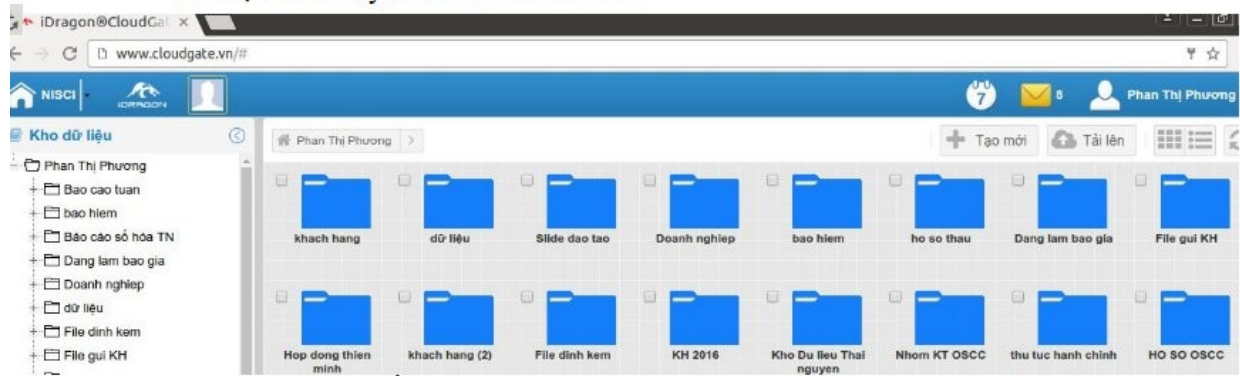 iDragon®CloudGat
www.cloudgate.vn/#
NISCI
IDRAGON
7
8
Phan Thị Phương
Kho dữ liệu
Phan Thị Phương
Tạo mới
Tải lên
Phan Thị Phương
Bao cao tuan
bao hiem
Báo cáo số hóa TN
Dang lam bao gia
Doanh nghiep
dữ liệu
File dinh kem
File gui KH
khach hang
dữ liệu
Slide dao tao
Doanh nghiep
bao hiem
ho so thau
Dang lam bao gia
File gui KH
Hop dong thien
minh
khach hang (2)
File dinh kem
KH 2016
Kho Du lieu Thai
nguyen
Nhom KT OSCC
thu tuc hanh chinh
HO SO OSCC